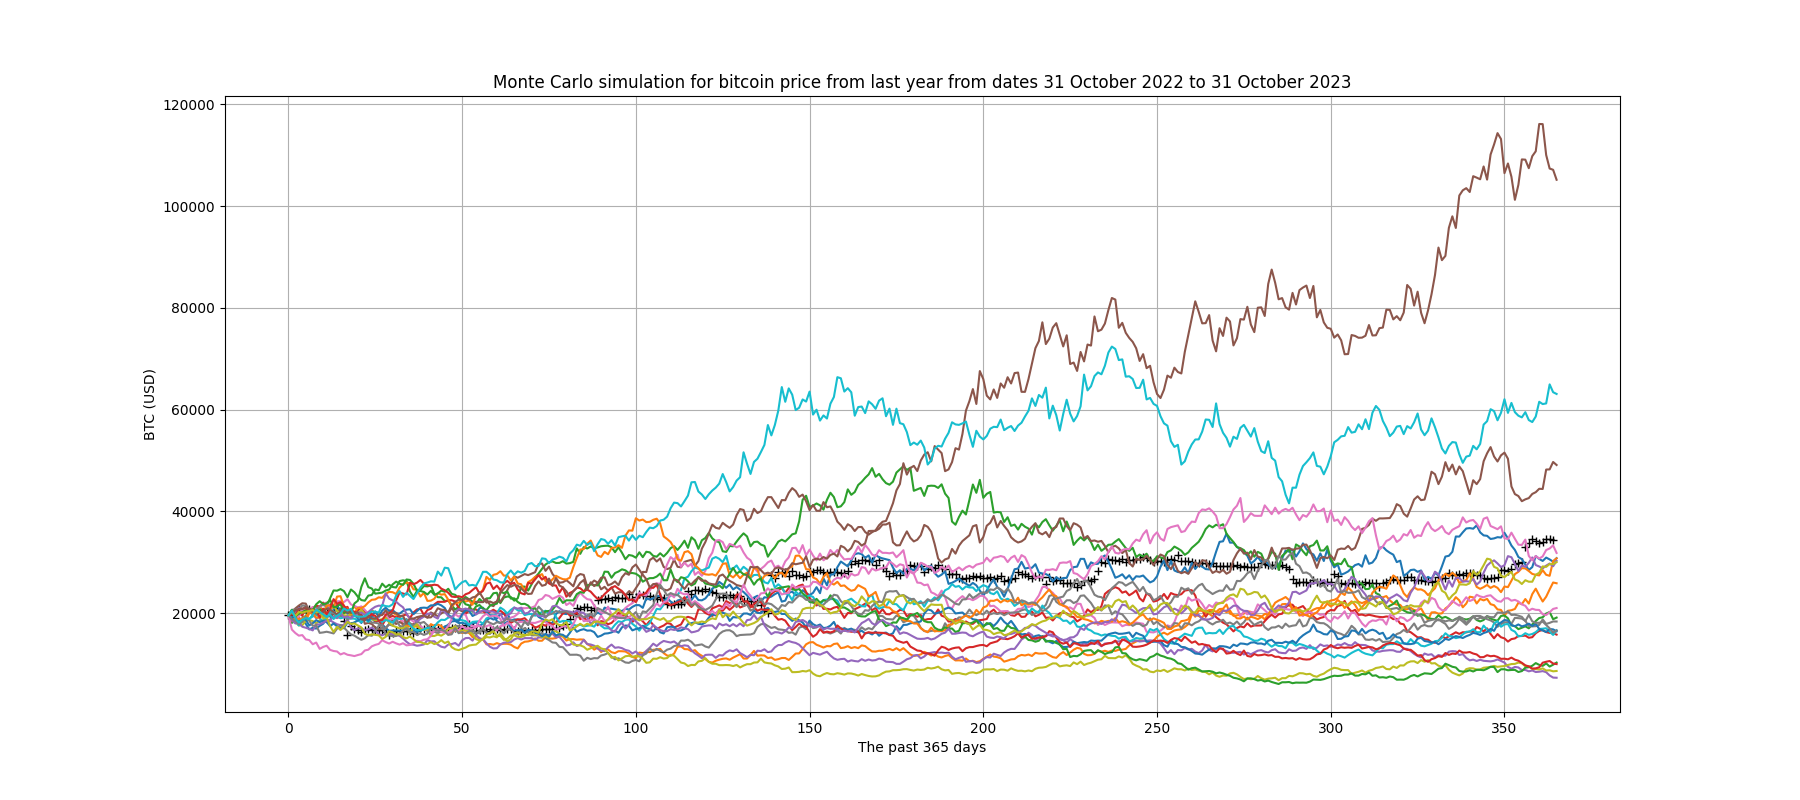 Monte Carlo simulation for bitcoin price from last year from dates 31 October 2022 to 31 October 2023
120000
100000
80000
60000
40000
20000
BTC (USD)
0 50 100 150 200 250 300 350
The past 365 days